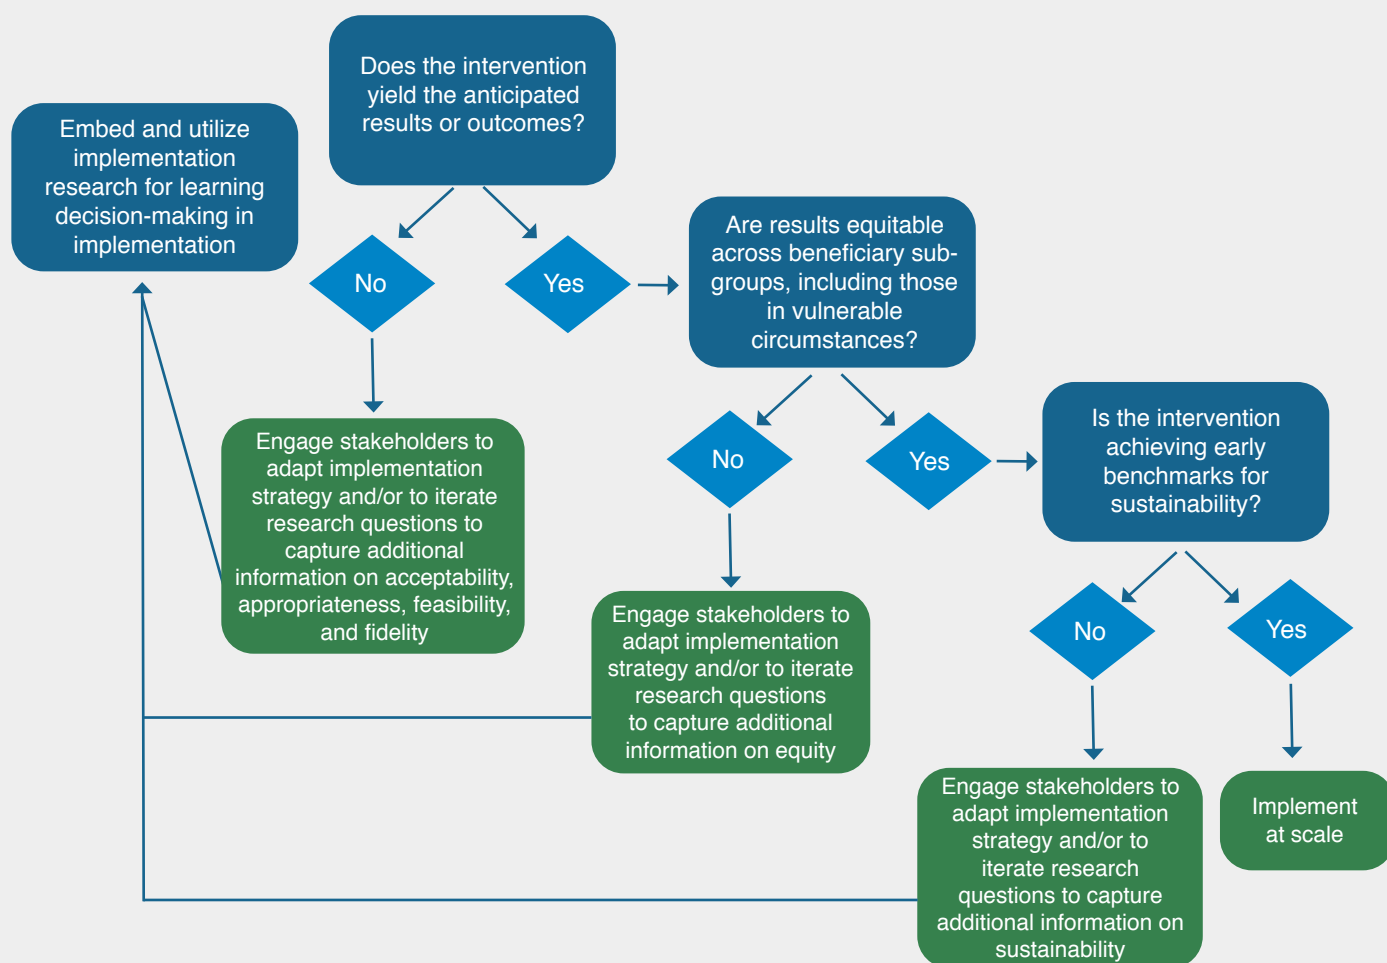 Does the intervention
yield the anticipated
results or outcomes?
Embed and utilize
implementation
research for learning
decision-making in
implementation
No
Yes
Are results equitable
across beneficiary sub-
groups, including those
in vulnerable
circumstances?
Engage stakeholders to
adapt implementation
strategy and/or to iterate
research questions to
capture additional
information on acceptability,
appropriateness, feasibility,
and fidelity
No
Yes
Is the intervention
achieving early
benchmarks for
sustainability?
Engage stakeholders to
adapt implementation
strategy and/or to iterate
research questions
to capture additional
information on equity
No
Yes
Engage stakeholders to
adapt implementation
strategy and/or to
iterate research
questions to capture
additional information on
sustainability
Implement
at scale